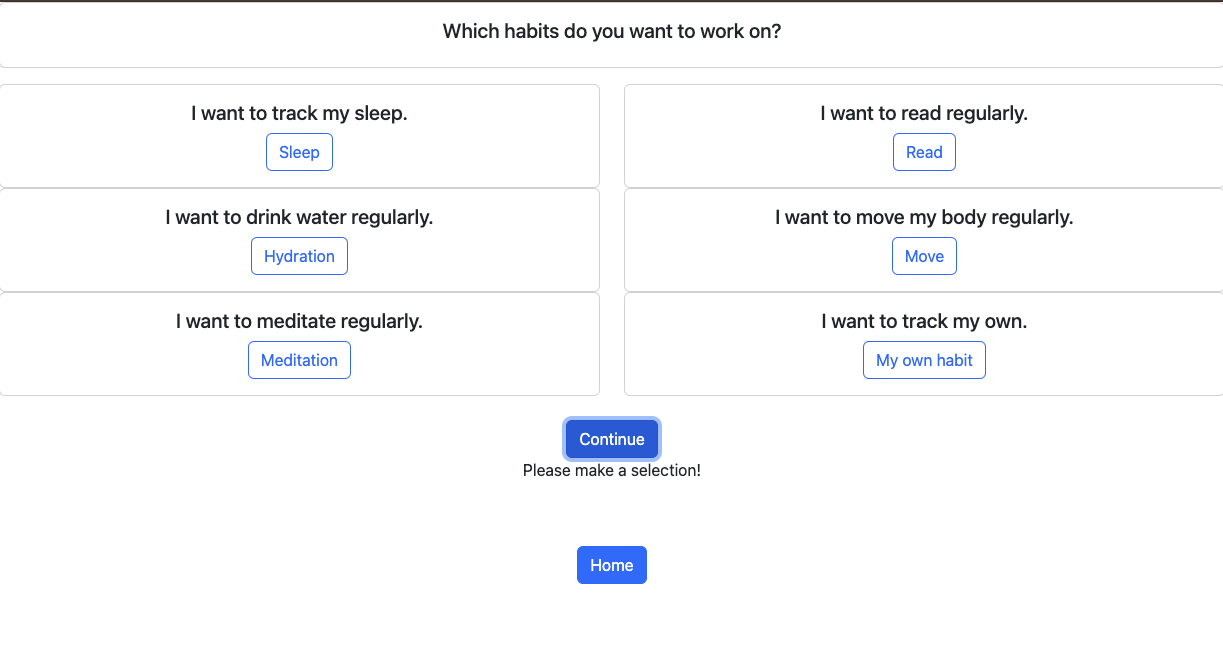 Which habits do you want to work on?
I want to track my sleep.
Sleep
I want to read regularly.
Read
I want to drink water regularly.
Hydration
I want to move my body regularly.
Move
I want to meditate regularly.
Meditation
I want to track my own.
My own habit
Continue
Please make a selection!
Home